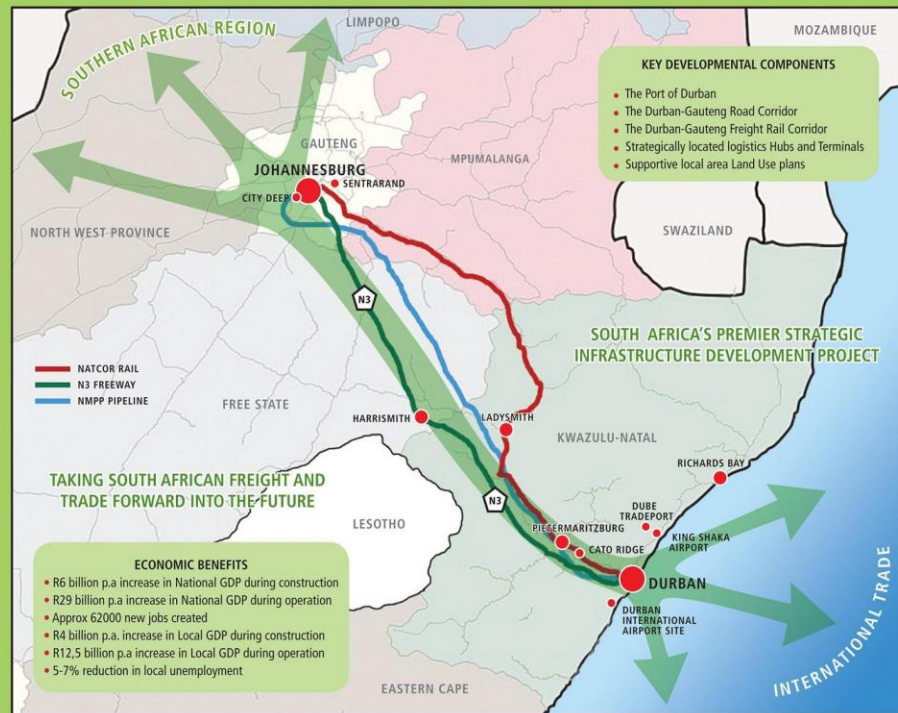 LIMPOPO
MOZAMBIQUE
SOUTHERN AFRICAN REGION
KEY DEVELOPMENTAL COMPONENTS
• The Port of Durban
• The Durban-Gauteng Road Corridor
• The Durban-Gauteng Freight Rail Corridor
• Strategically located logistics Hubs and Terminals
• Supportive local area Land Use plans
GAUTENG
JOHANNESBURG
SENTRARAND
CITY DEEP
MPUMALANGA
NORTH WEST PROVINCE
SWAZILAND
N3
SOUTH AFRICA'S PREMIER STRATEGIC
INFRASTRUCTURE DEVELOPMENT PROJECT
NATCOR RAIL
N3 FREEWAY
NMPP PIPELINE
FREE STATE
HARRISMITH
LADYSMITH
KWAZULU-NATAL
RICHARDS BAY
TAKING SOUTH AFRICAN FREIGHT AND
TRADE FORWARD INTO THE FUTURE
LESOTHO
N3
DUBE
TRADEPORT
KING SHAKA
AIRPORT
PIETERMARITZBURG
CATO RIDGE
DURBAN
DURBAN
INTERNATIONAL
AIRPORT SITE
ECONOMIC BENEFITS
• R6 billion p.a increase in National GDP during construction
• R29 billion p.a increase in National GDP during operation
• Approx 62000 new jobs created
• R4 billion p.a. increase in Local GDP during construction
• R12,5 billion p.a increase in Local GDP during operation
• 5-7% reduction in local unemployment
EASTERN CAPE
INTERNATIONAL TRADE